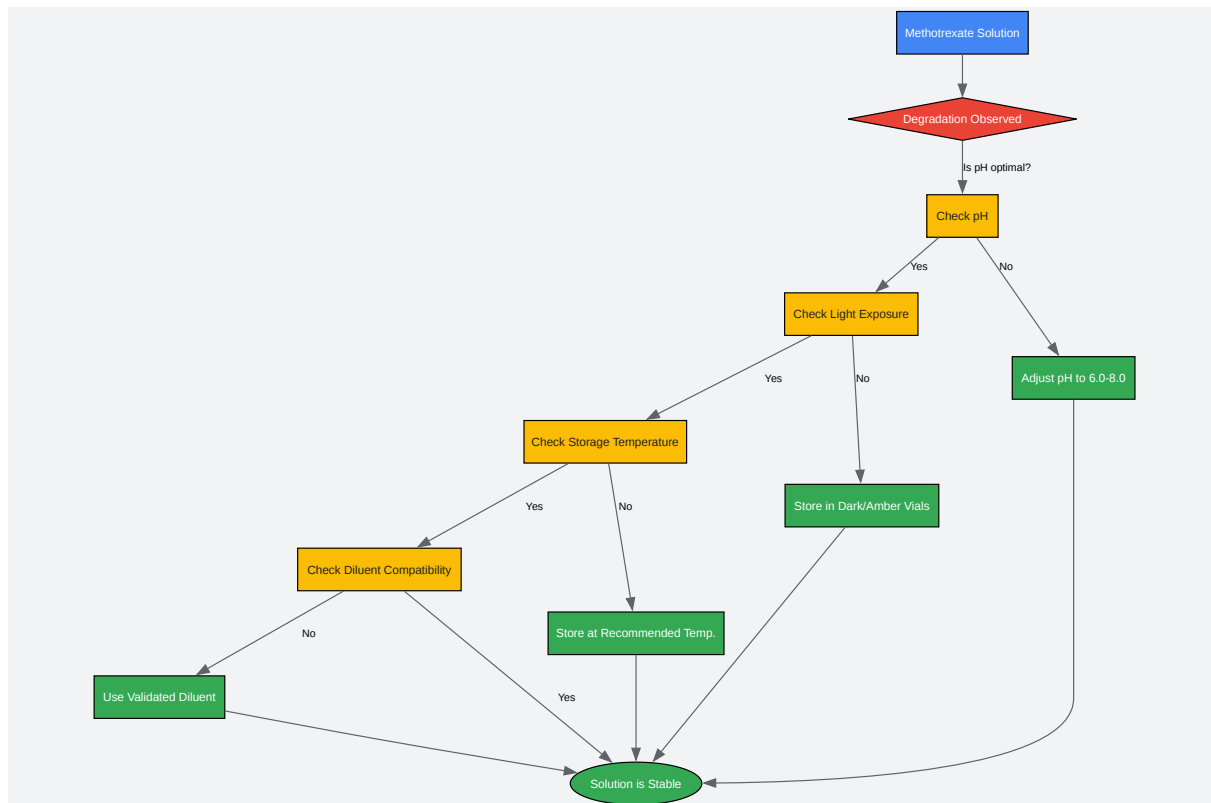 Methotrexate Solution
Degradation Observed
Is pH optimal?
Check pH
Yes
No
Check Light Exposure
Adjust pH to 6.0-8.0
Yes
No
Check Storage Temperature
Store in Dark/Amber Vials
Yes
No
Check Diluent Compatibility
Store at Recommended Temp.
No
Yes
Use Validated Diluent
Solution is Stable